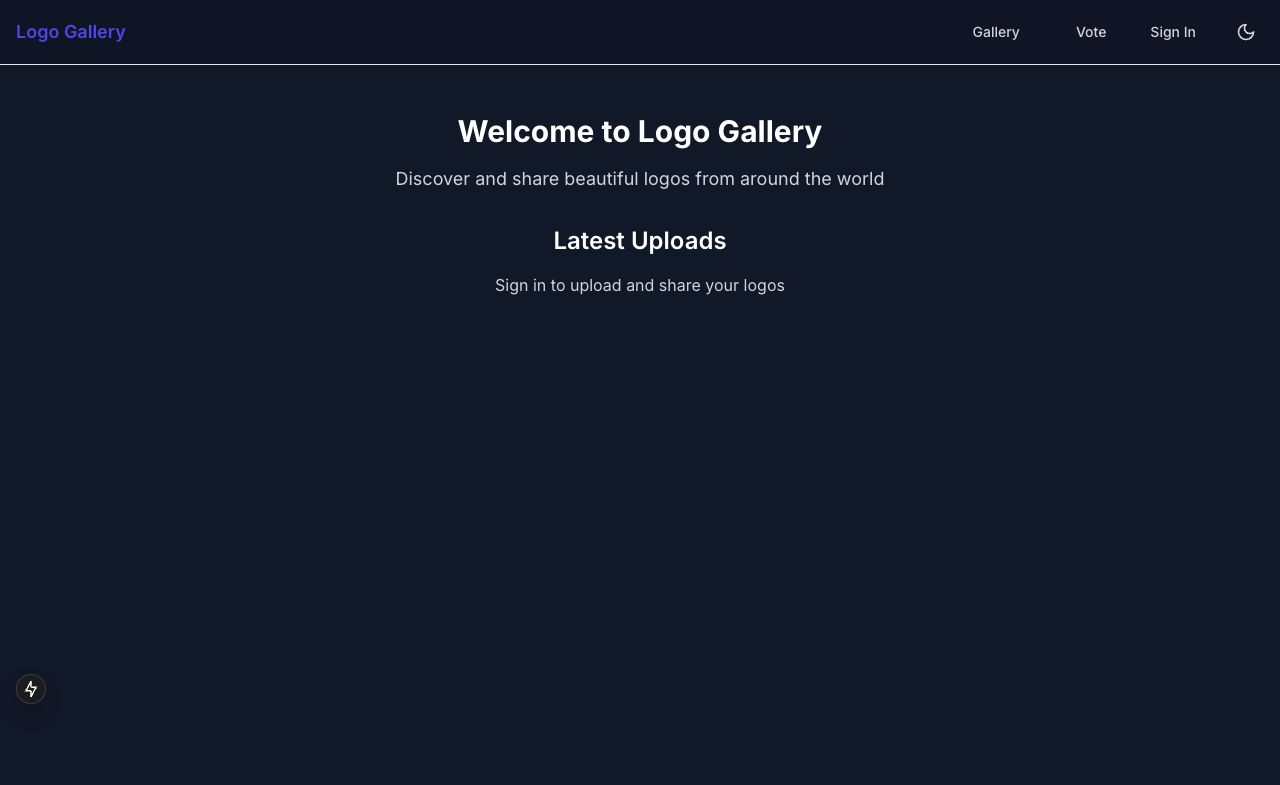 Logo Gallery
Gallery Vote Sign In
Welcome to Logo Gallery
Discover and share beautiful logos from around the world
Latest Uploads
Sign in to upload and share your logos